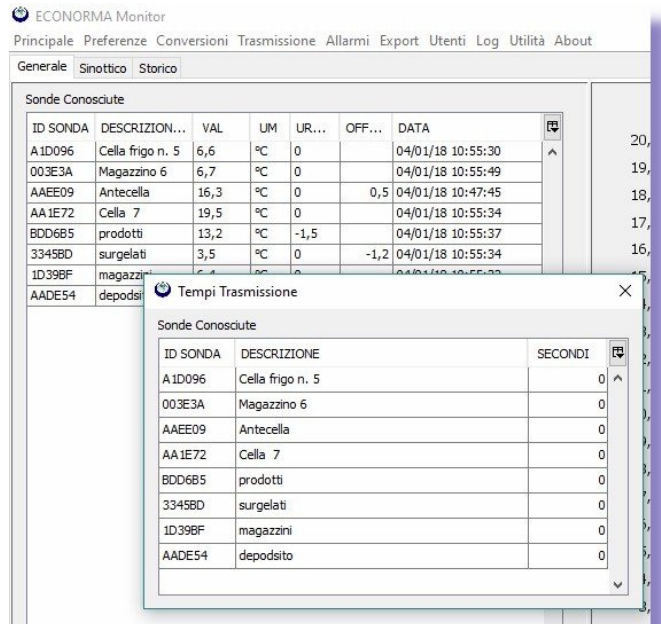 ECONORMA Monitor
Principale Preferenze Conversioni Trasmissione Allarmi Export Utenti Log Utilità About
Generale Sinottico Storico
Sonde Conosciute
ID SONDA DESCRIZION... VAL UM UR... OFF... DATA
A1D096 Cella frigo n. 5 6,6 ºC 0 04/01/18 10:55:30
003E3A Magazzino 6 6,7 ºC 0 04/01/18 10:55:49
AAEE09 Antecella 16,3 ºC 0 0,5 04/01/18 10:47:45
AA1E72 Cella 7 19,5 ºC 0 04/01/18 10:55:34
BDD6B5 prodotti 13,2 ºC -1,5 04/01/18 10:55:37
3345BD surgelati 3,5 ºC 0 -1,2 04/01/18 10:55:34
1D39BF magazzini
AADE54 depodsi
20,
19,
18,
17,
16,
Tempi Trasmissione
Sonde Conosciute
ID SONDA DESCRIZIONE SECONDI
A1D096 Cella frigo n. 5 0
003E3A Magazzino 6 0
AAEE09 Antecella 0
AA1E72 Cella 7 0
BDD6B5 prodotti 0
3345BD surgelati 0
1D39BF magazzini 0
AADE54 depodsito 0